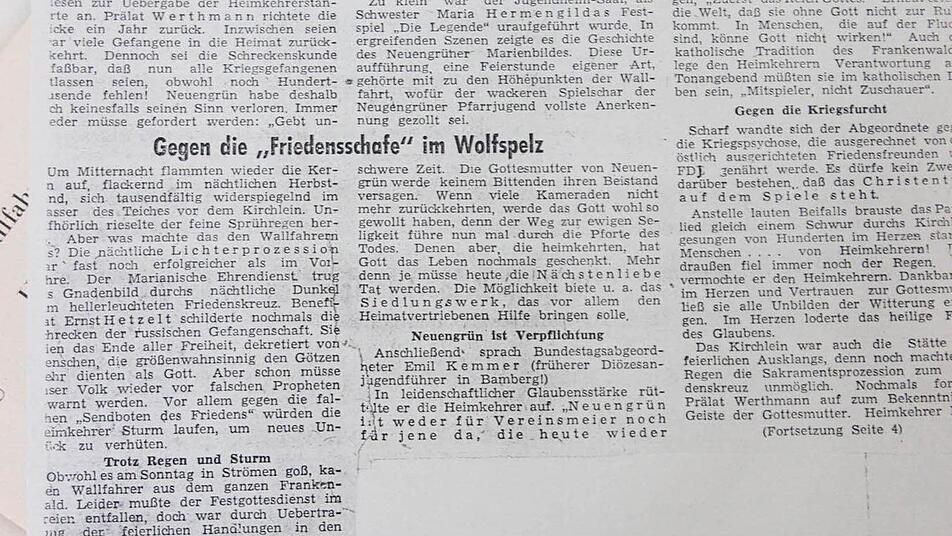 lesen zur Uebergabe der Heimkehrerstan-
rte an. Prälat Werthmann richtete die
icke ein Jahr zurück. Inzwischen seien
ar viele Gefangene in die Heimat zurück-
kehrt. Dennoch sei die Schreckenskunde
faßbar, daß nun alle Kriegsgefangenen
tlassen seien, obwohl noch Hundert-
usende fehlen! Neuengrün habe deshalb
ch keinesfalls seinen Sinn verloren. Immer
eder müsse gefordert werden: „Gebt un-
Zu klein war der Jugendheim-Saal, als
Schwester Maria Hermengildas Fest-
spiel „Die Legende" uraufgeführt wurde. In
ergreifenden Szenen zeigte es die Geschichte
des Neuengrüner Marienbildes. Diese Ur-
aufführung, eine Feierstunde eigener Art,
gehörte mit zu den Höhepunkten der Wall-
fahrt, wofür der wackeren Spielschar der
Neuengrüner Pfarrjugend vollste Anerken-
nung gezollt sei.
Gegen die „Friedensschafe" im Wolfspelz
Um Mitternacht flammten wieder die Ker-
n auf, flackernd im nächtlichen Herbst-
nd, sich tausendfältig widerspiegelnd im
asser des Teiches vor dem Kirchlein. Un-
fhörlich rieselte der feine Sprühregen her-
. Aber was machte das den Wallfahrern
s? Die nächtliche Lichterprozession
ar fast noch erfolgreicher als im Vor-
hre. Der Marianische Ehrendienst trug
s Gnadenbild durchs nächtliche Dunkel
m hellerleuchteten Friedenskreuz. Benefi-
at Ernst Hetzelt schilderte nochmals die
hrecken der russischen Gefangenschaft. Sie
ien das Ende aller Freiheit, dekretiert von
enschen, die größenwahnsinnig den Götzen
ehr dienten als Gott. Aber schon müsse
ser Volk wieder vor falschen Propheten
warnt werden. Vor allem gegen die fal-
hen „Sendboten des Friedens" würden die
eimkehrer Sturm laufen, um neues Un-
ück zu verhüten.
Trotz Regen und Sturm
Obwohl es am Sonntag in Strömen goß, ka-
en Wallfahrer aus dem ganzen Franken-
ald. Leider mußte der Festgottesdienst im
reien entfallen, doch war durch Uebertra-
ung der feierlichen Handlungen in den
schwere Zeit. Die Gottesmutter von Neuen-
grün werde keinem Bittenden ihren Beistand
versagen. Wenn viele Kameraden nicht
mehr zurückkehrten, werde das Gott wohl so
gewollt haben, denn der Weg zur ewigen Se-
ligkeit führe nun mal durch die Pforte des
Todes. Denen aber, die heimkehrten, hat
Gott das Leben nochmals geschenkt. Mehr
denn je müsse heute die Nächstenliebe
Tat werden. Die Möglichkeit biete u. a. das
Siedlungswerk, das vor allem den
Heimatvertriebenen Hilfe bringen solle.
Neuengrün ist Verpflichtung
Anschließend sprach Bundestagsabgeord-
neter Emil Kemmer (früherer Diözesan-
jugendführer in Bamberg!)
In leidenschaftlicher Glaubensstärke rüt-
telte er die Heimkehrer auf. „Neuengrün
ist weder für Vereinsmeier noch
für jene da, die heute wieder
die Welt, daß sie ohne Gott nicht zur Ru
kommt. In Menschen, die auf der Fluc
sind, könne Gott nicht wirken!" Auch d
katholische Tradition des Frankenwal
lege den Heimkehrern Verantwortung a
Tonangebend müßten sie im katholischen
ben sein, „Mitspieler, nicht Zuschauer".
Gegen die Kriegsfurcht
Scharf wandte sich der Abgeordnete ge
die Kriegspsychose, die ausgerechnet von
östlich ausgerichteten Friedensfreunden
FDJ genährt werde. Es dürfe kein Zwe
darüber bestehen, daß das Christent
auf dem Spiele steht.
Anstelle lauten Beifalls brauste das Pa
lied gleich einem Schwur durchs Kirchl
gesungen von Hunderten im Herzen stat
Menschen . . . . von Heimkehrern
draußen fiel immer noch der Regen.
vermochte er den Heimkehrern. Dankbar
im Herzen und Vertrauen zur Gottesmu
ließ sie alle Unbilden der Witterung e
gen. Im Herzen loderte das heilige F
des Glaubens.
Das Kirchlein war auch die Stätte
feierlichen Ausklangs, denn noch macht
Regen die Sakramentsprozession zum
denskreuz unmöglich. Nochmals for
Prälat Werthmann auf zum Bekenntn
Geiste der Gottesmutter. Heimkehrer
(Fortsetzung Seite 4)